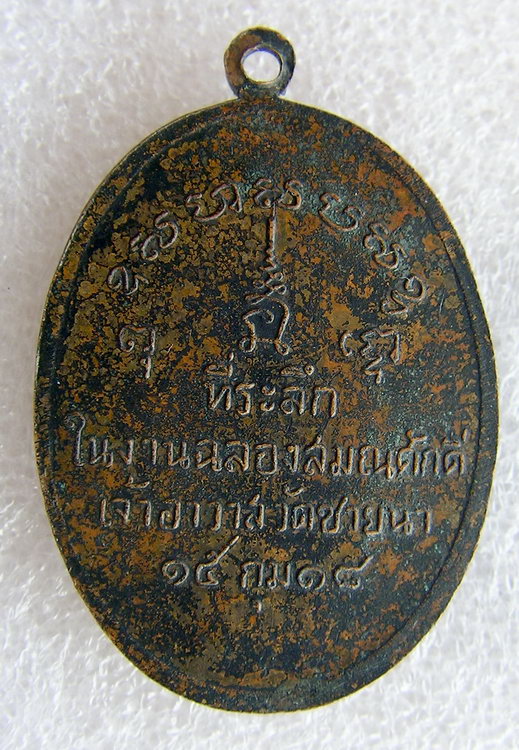 ที่ระลึก
ในงานฉลองสมณศักดิ์
เจ้าอาวาสวัดชายนา
๑๕ กุม ๑๘